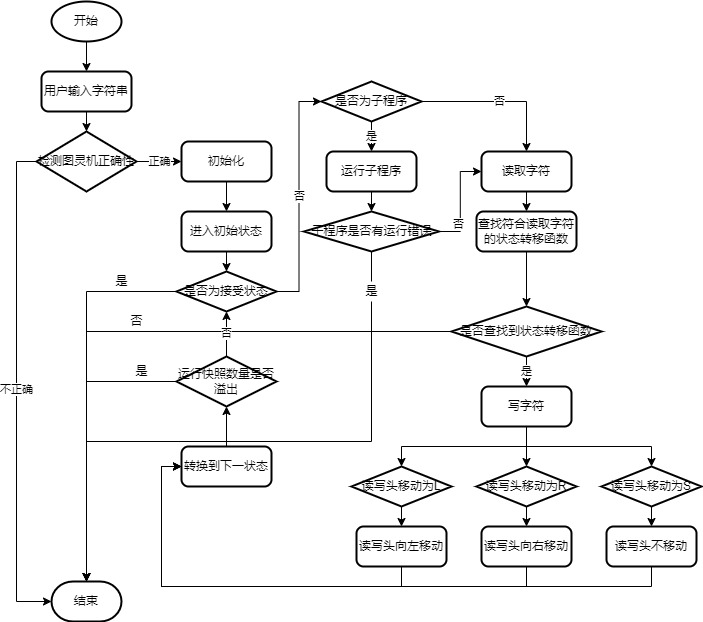 开始
用户输入字符串
检测图灵机正确性
正确
不正确
初始化
进入初始状态
是否为接受状态
是
否
是否为子程序
是
否
运行子程序
子程序是否有运行错误
否
是
读取字符
查找符合读取字符
的状态转移函数
是否查找到状态转移函数
否
是
写字符
读写头移动为L
读写头移动为R
读写头移动为S
读写头向左移动
读写头向右移动
读写头不移动
转换到下一状态
运行快照数量是否
溢出
是
否
结束